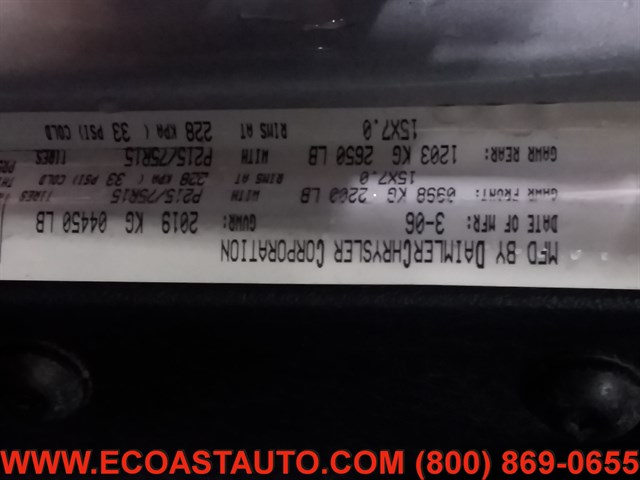 MFD BY DAIMLERCHRYSLER CORPORATION
DATE OF MFR: 3-06 GVWR: 2019 KG 04450 LB
GAWR FRONT: 0998 KG 2200 LB WITH P215/75R15 TIRES
15X7.0 RIMS AT 228 KPA ( 33 PSI) COLD
GAWR REAR: 1203 KG 2650 LB WITH P215/75R15 TIRES
15X7.0 RIMS AT 228 KPA ( 33 PSI) COLD
WWW.ECOASTAUTO.COM (800) 869-0655